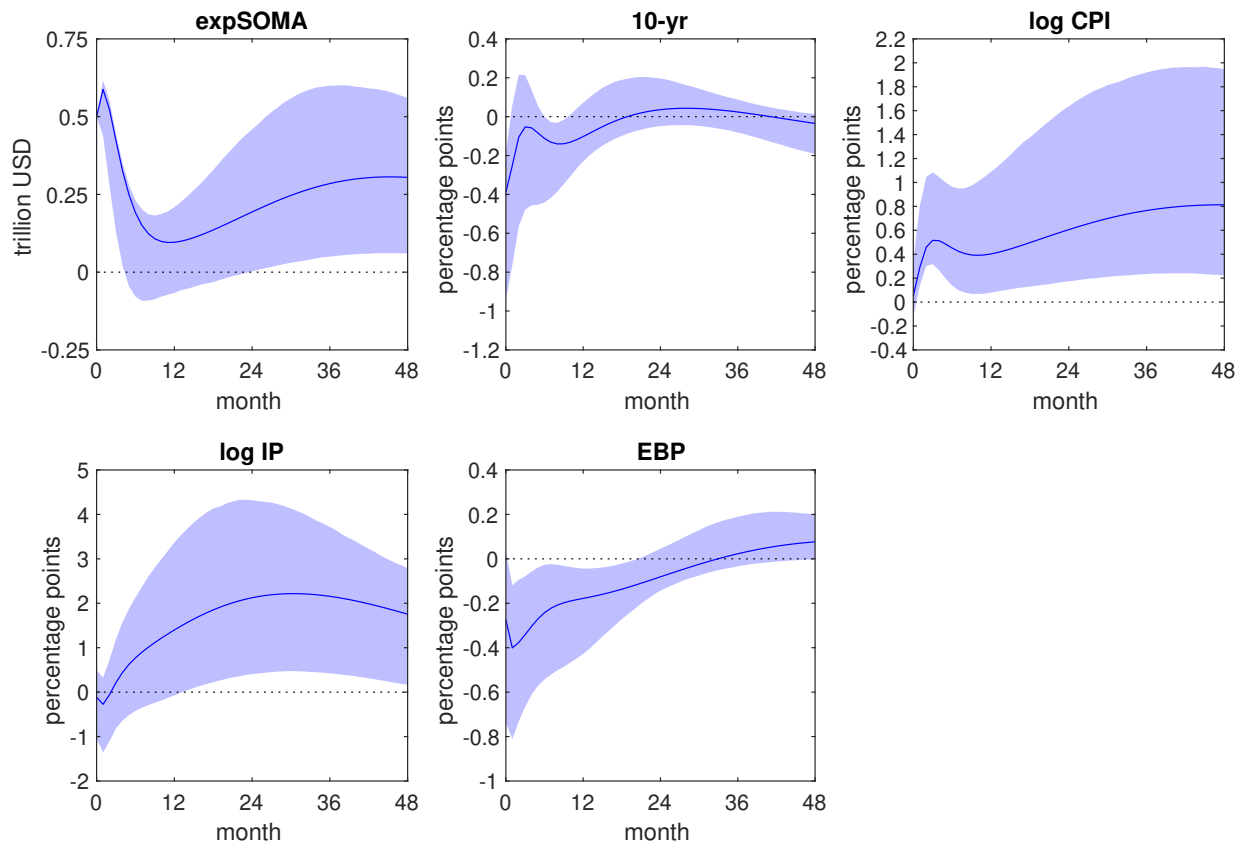 expSOMA
0.75
0.5
0.25
0
-0.25
trillion USD
0 12 24 36 48
month
10-yr
0.4
0.2
0
-0.2
-0.4
-0.6
-0.8
-1
-1.2
percentage points
0 12 24 36 48
month
log CPI
2.2
2
1.8
1.6
1.4
1.2
1
0.8
0.6
0.4
0.2
0
-0.2
-0.4
percentage points
0 12 24 36 48
month
log IP
5
4
3
2
1
0
-1
-2
percentage points
0 12 24 36 48
month
EBP
0.4
0.2
0
-0.2
-0.4
-0.6
-0.8
-1
percentage points
0 12 24 36 48
month